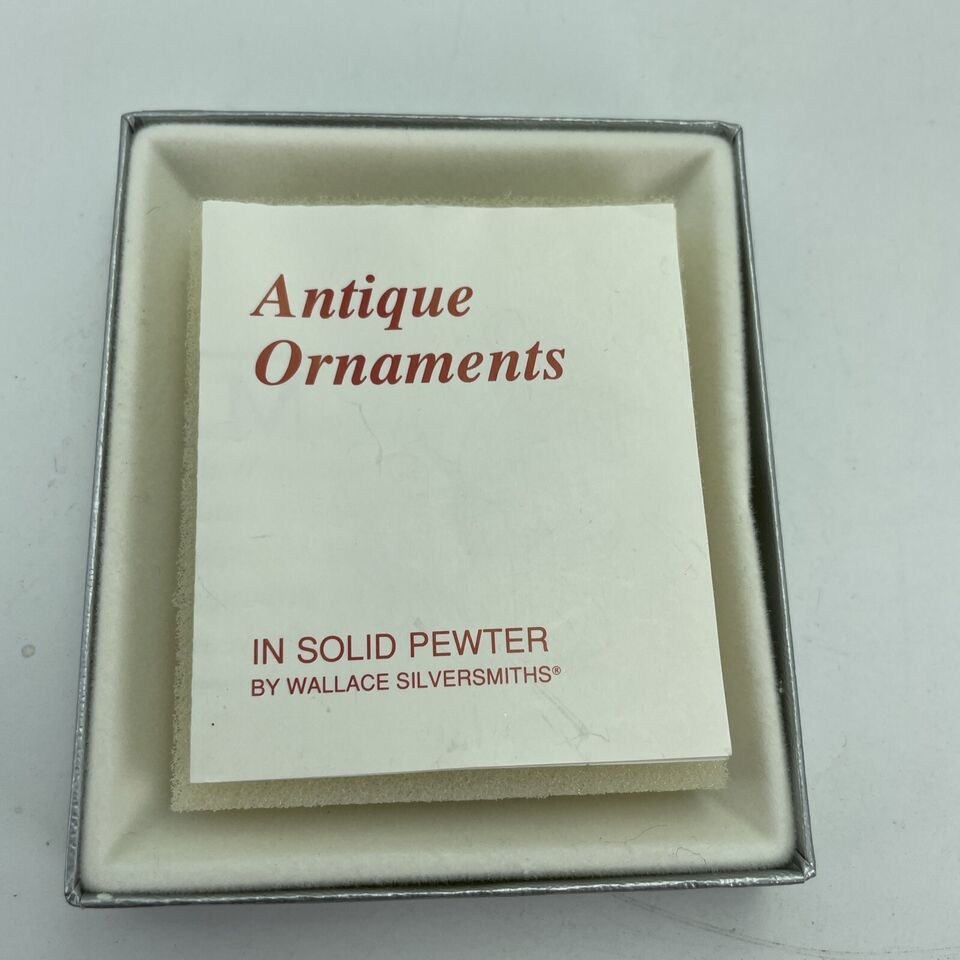 Antique
Ornaments
IN SOLID PEWTER
BY WALLACE SILVERSMITHS®